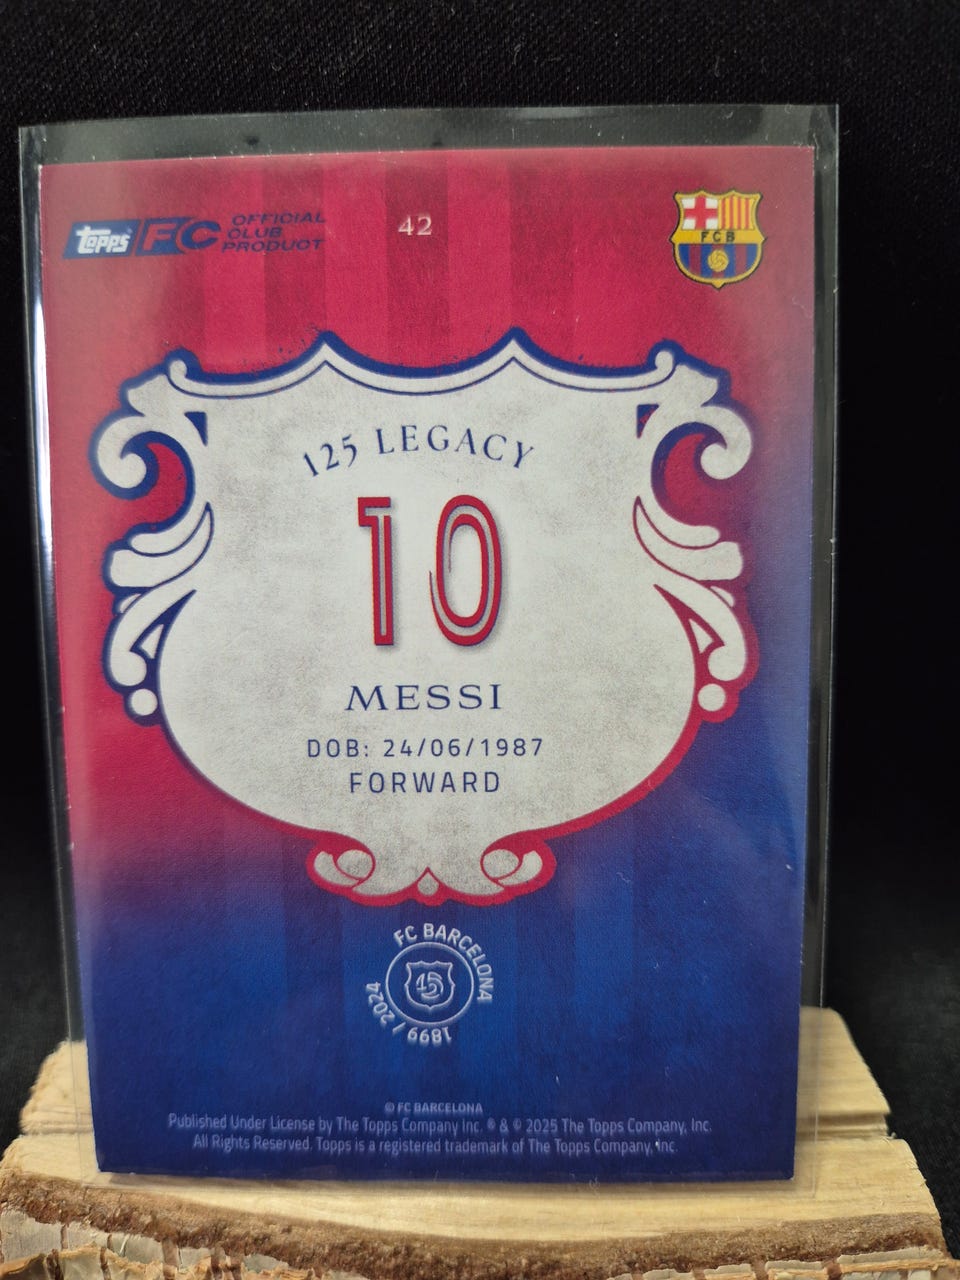 topps FC OFFICIAL
CLUB
PRODUCT
42
FCB
125 LEGACY
10
MESSI
DOB: 24/06/1987
FORWARD
FC BARCELONA
125
1899 / 2024
© FC BARCELONA
Published Under License by The Topps Company Inc. ® & © 2025 The Topps Company, Inc.
All Rights Reserved. Topps is a registered trademark of The Topps Company, Inc.